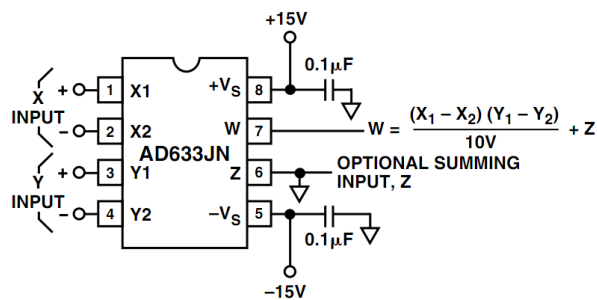 +15V
0.1μF
X
INPUT
+
–
1 X1
2 X2
3 Y1
4 Y2
Y
INPUT
+
–
AD633JN
+VS 8
W 7
Z 6
–VS 5
W = (X1 – X2) (Y1 – Y2) / 10V + Z
OPTIONAL SUMMING
INPUT, Z
0.1μF
–15V